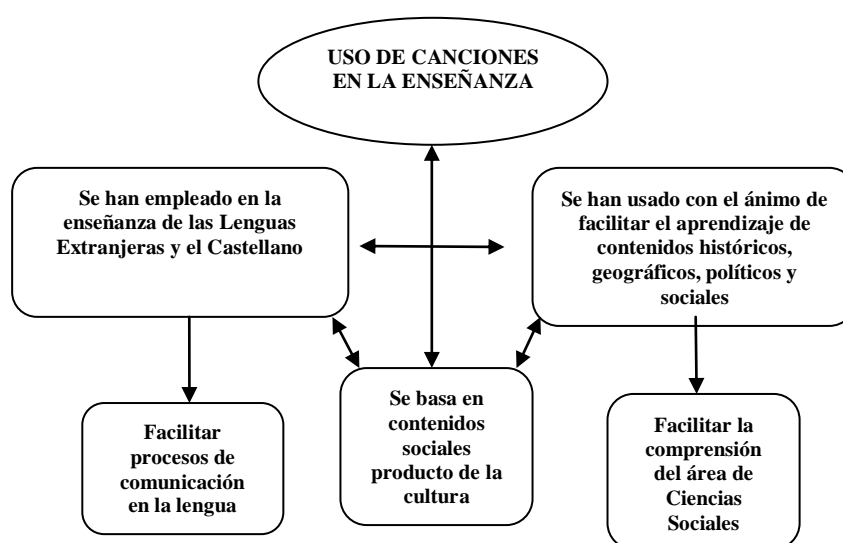 USO DE CANCIONES
EN LA ENSEÑANZA
Se han empleado en la
enseñanza de las Lenguas
Extranjeras y el Castellano
Se han usado con el ánimo de
facilitar el aprendizaje de
contenidos históricos,
geográficos, políticos y
sociales
Facilitar
procesos de
comunicación
en la lengua
Se basa en
contenidos
sociales
producto de la
cultura
Facilitar la
comprensión
del área de
Ciencias
Sociales